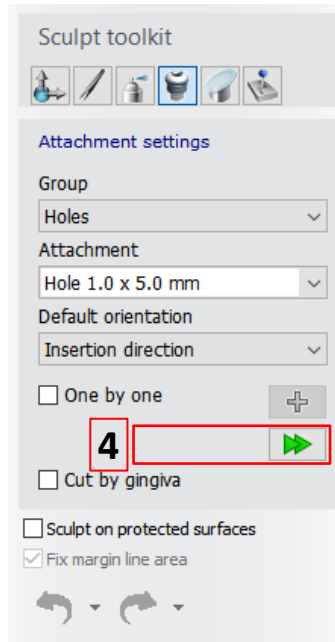 Sculpt toolkit
Attachment settings
Group
Holes
Attachment
Hole 1.0 x 5.0 mm
Default orientation
Insertion direction
One by one
4
Cut by gingiva
Sculpt on protected surfaces
Fix margin line area